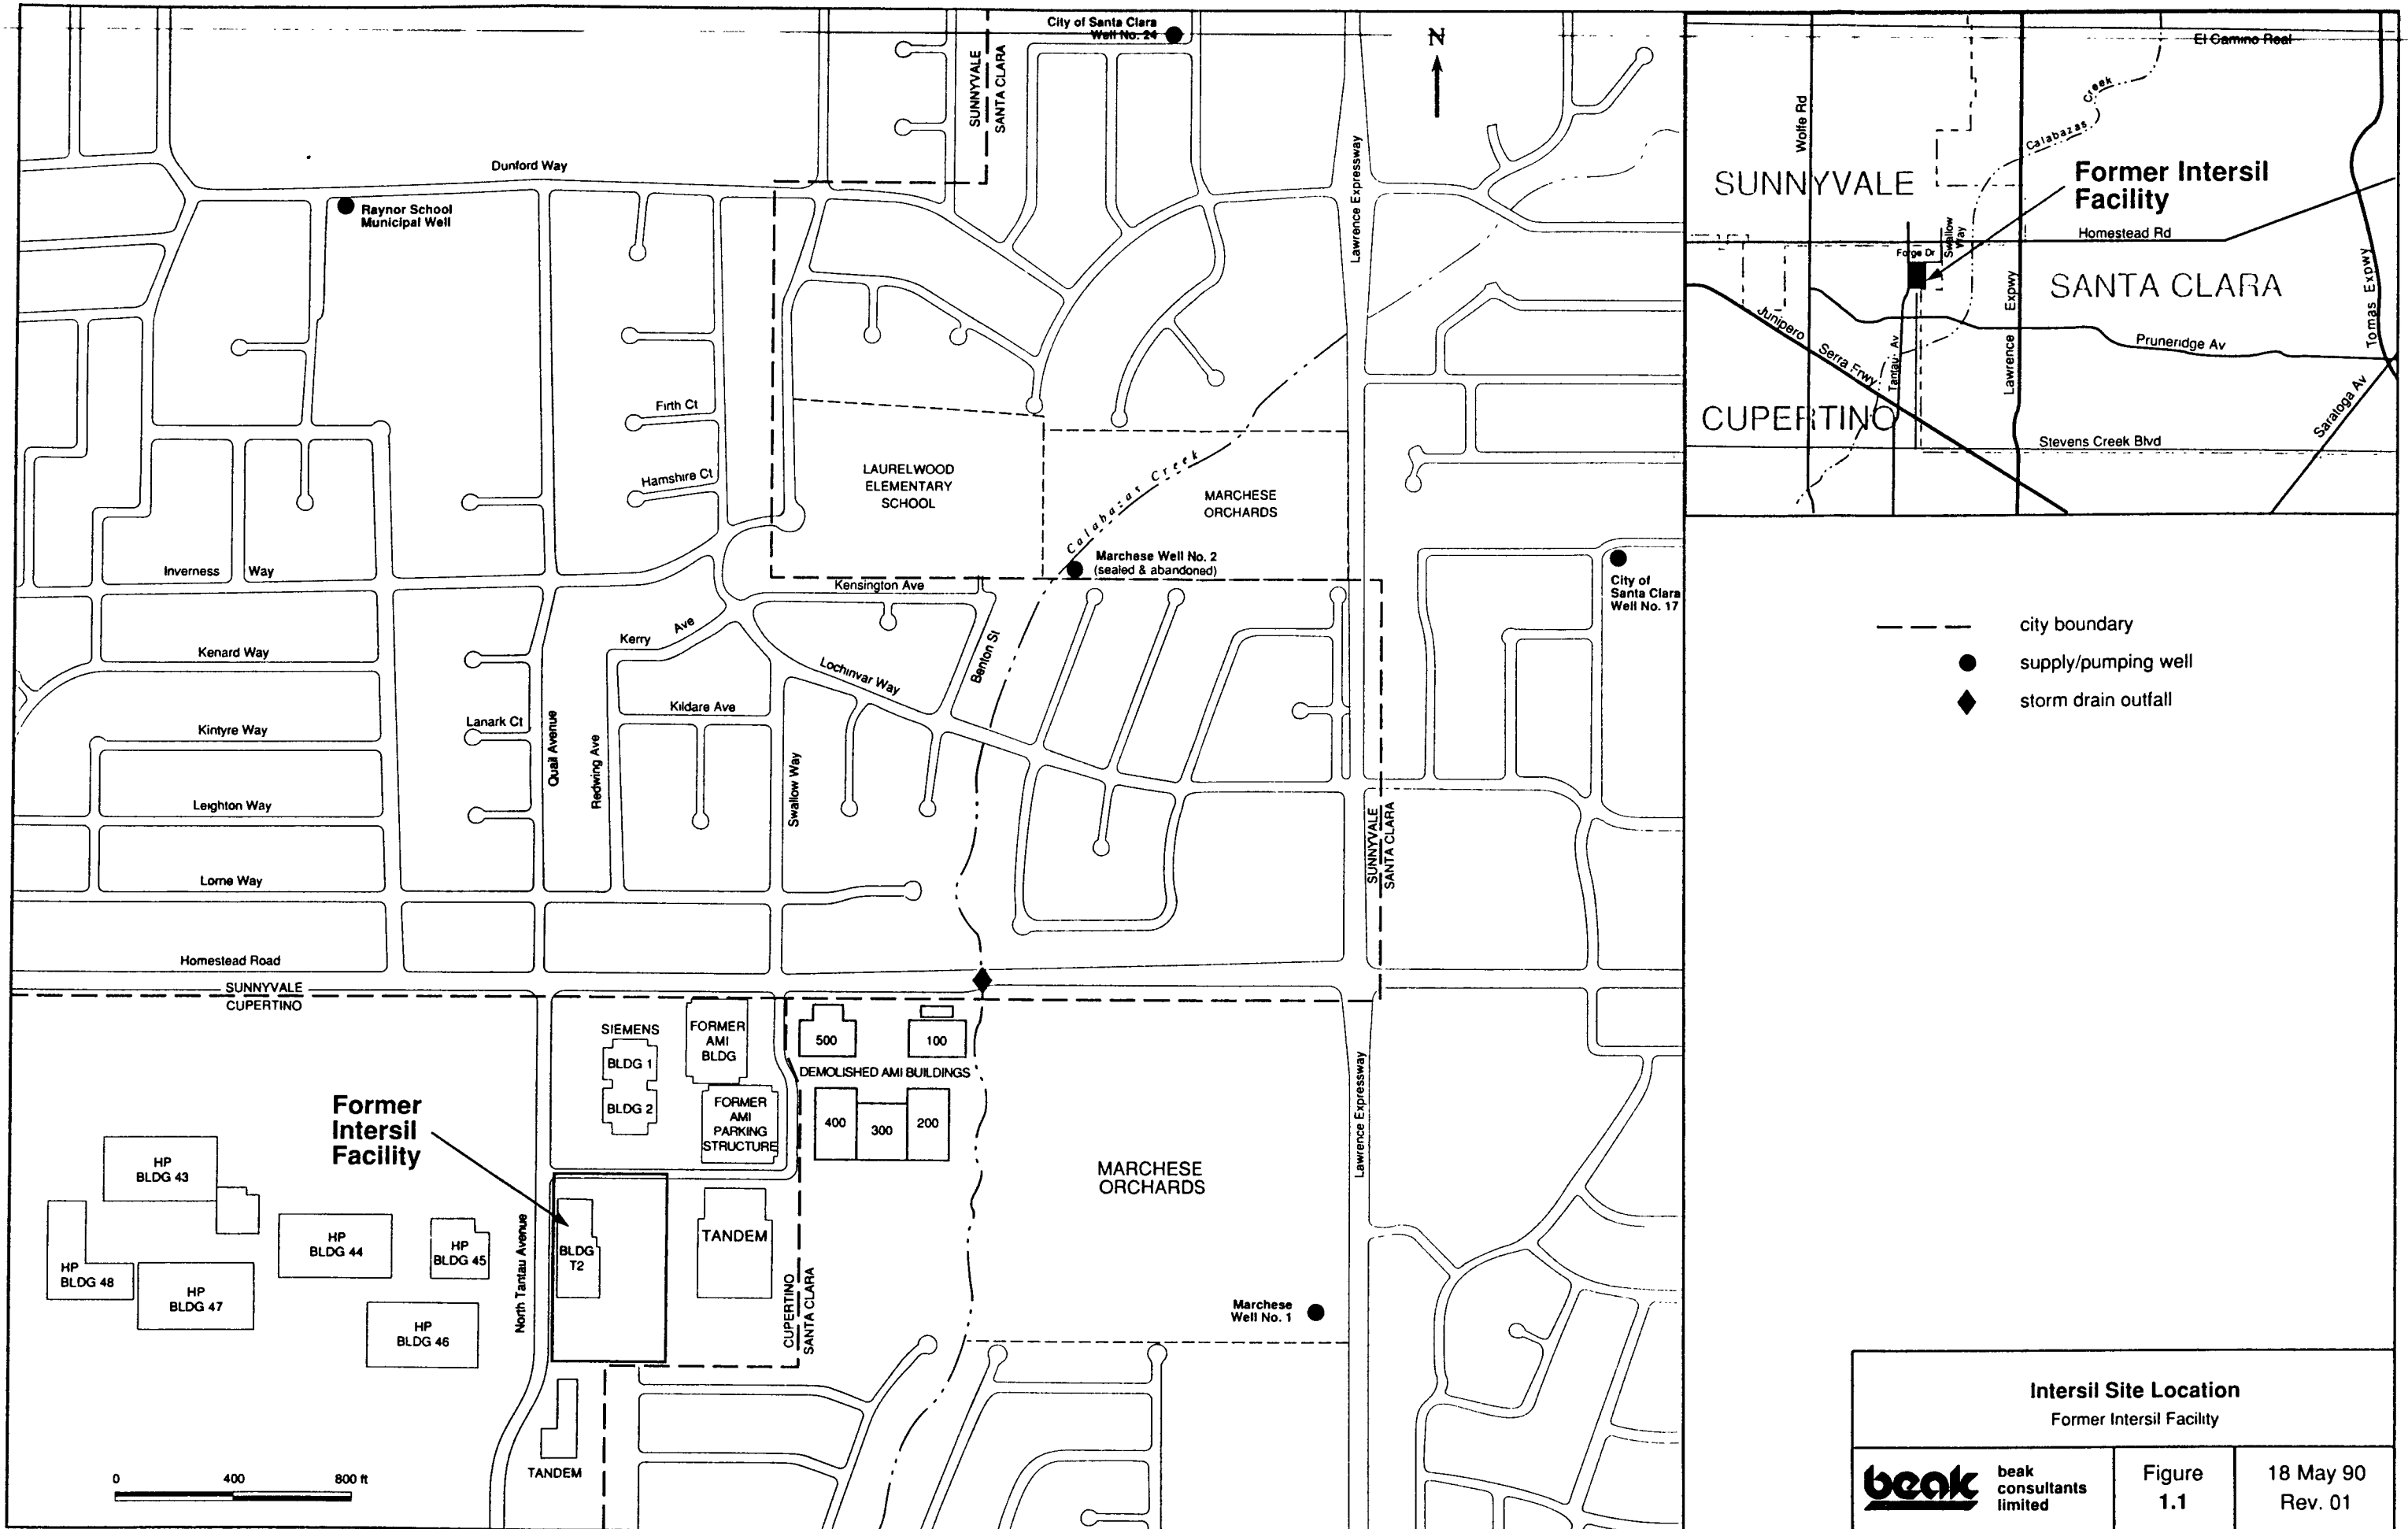 City of Santa Clara
Well No. 24
SUNNYVALE
SANTA CLARA
N
Dunford Way
Raynor School
Municipal Well
Lawrence Expressway
Firth Ct
Hamshire Ct
LAURELWOOD
ELEMENTARY
SCHOOL
Calabazas Creek
MARCHESE
ORCHARDS
Marchese Well No. 2
(sealed & abandoned)
Inverness Way
Kensington Ave
City of
Santa Clara
Well No. 17
Kenard Way
Kerry Ave
Lochinvar Way
Benton St
Kintyre Way
Lanark Ct
Quail Avenue
Redwing Ave
Kildare Ave
Swallow Way
Leighton Way
SUNNYVALE
SANTA CLARA
Lorne Way
Homestead Road
SUNNYVALE
CUPERTINO
SIEMENS
BLDG 1
BLDG 2
FORMER
AMI
BLDG
500
100
DEMOLISHED AMI BUILDINGS
FORMER
AMI
PARKING
STRUCTURE
400
300
200
Former
Intersil
Facility
Lawrence Expressway
MARCHESE
ORCHARDS
HP
BLDG 43
HP
BLDG 44
HP
BLDG 45
HP
BLDG 48
HP
BLDG 47
HP
BLDG 46
North Tantau Avenue
BLDG
T2
TANDEM
CUPERTINO
SANTA CLARA
Marchese
Well No. 1
TANDEM
0 400 800 ft
El Camino Real
Wolfe Rd
Calabazas Creek
SUNNYVALE
Former Intersil
Facility
Swallow
Way
Homestead Rd
Forge Dr
SANTA CLARA
Lawrence Expwy
Tomas Expwy
Junipero Serra Frwy
Tantau Av
Pruneridge Av
CUPERTINO
Stevens Creek Blvd
Saratoga Av
city boundary
supply/pumping well
storm drain outfall
Intersil Site Location
Former Intersil Facility
beak
beak
consultants
limited
Figure
1.1
18 May 90
Rev. 01